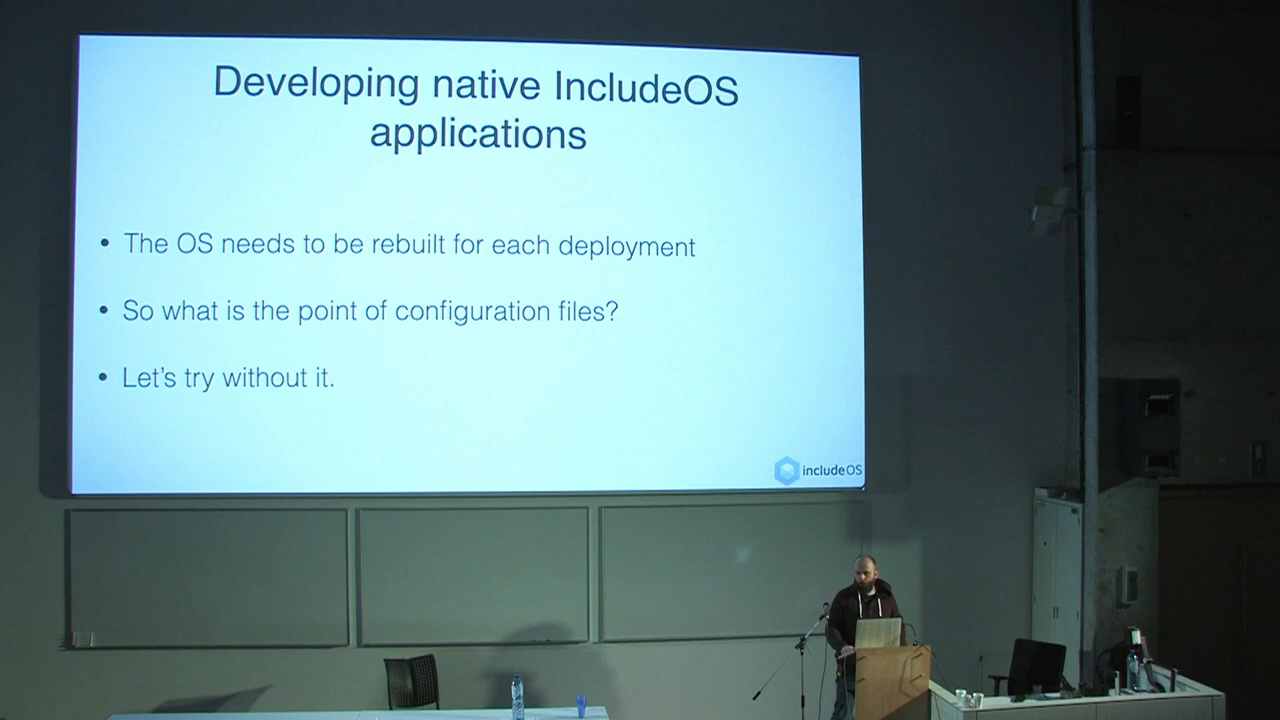 Developing native IncludeOS
applications
• The OS needs to be rebuilt for each deployment
• So what is the point of configuration files?
• Let's try without it.
includeOS